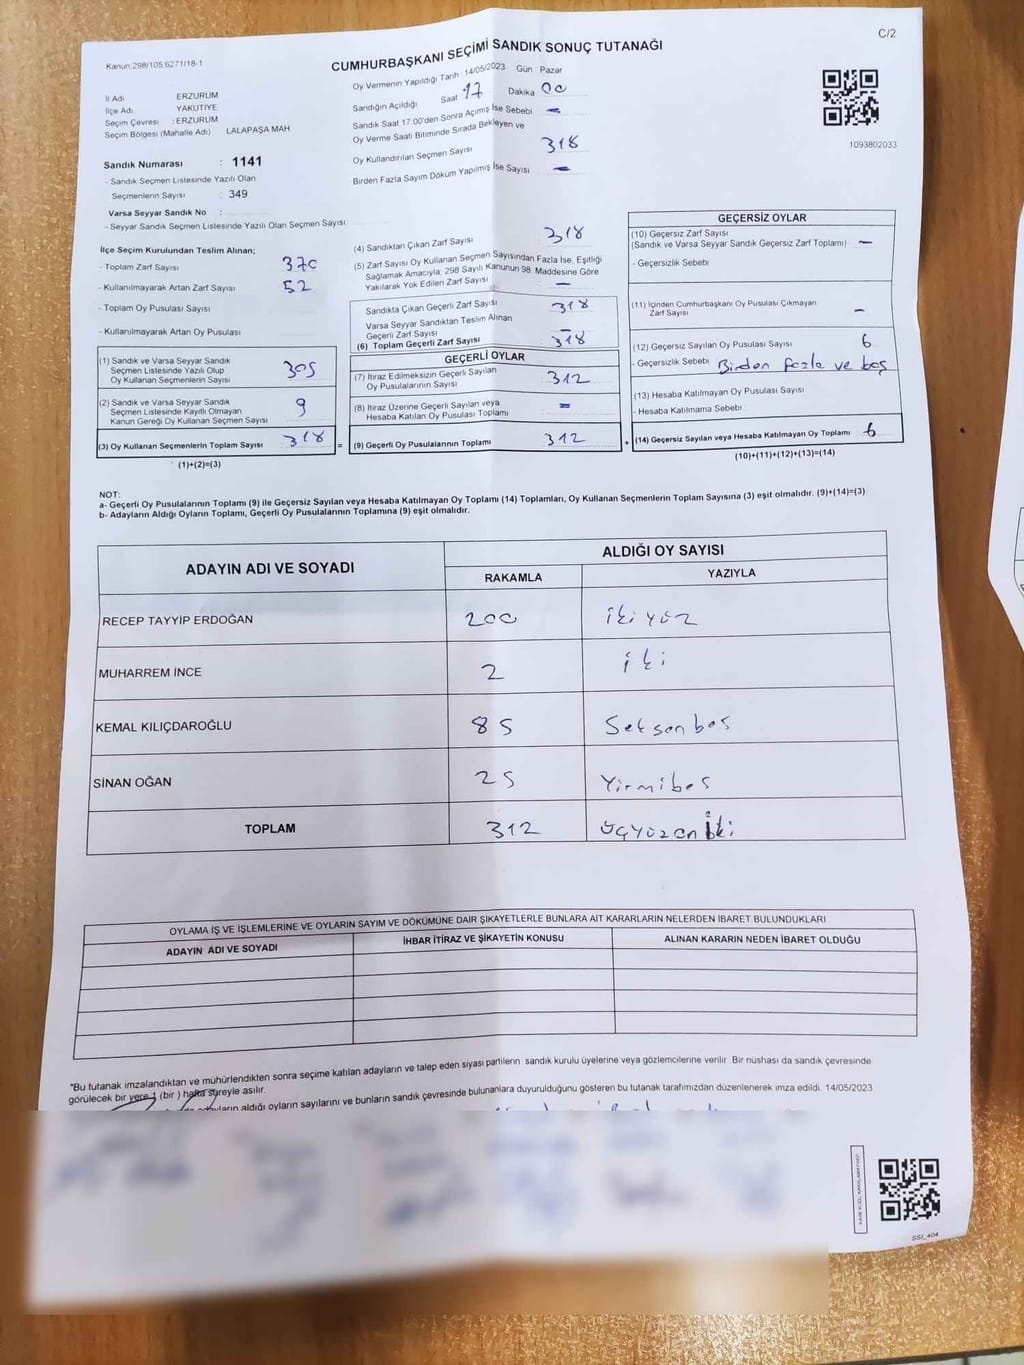 C/2
Kanun 298/105.6271/18-1
CUMHURBAŞKANI SEÇİMİ SANDIK SONUÇ TUTANAĞI
İl Adı ERZURUM
İlçe Adı YAKUTİYE
Seçim Çevresi : ERZURUM
Seçim Bölgesi (Mahalle Adı) LALAPAŞA MAH
Sandık Numarası : 1141
- Sandık Seçmen Listesinde Yazılı Olan
Seçmenlerin Sayısı : 349
Varsa Seyyar Sandık No :
- Seyyar Sandık Seçmen Listesinde Yazılı Olan Seçmen Sayısı:
Oy Vermenin Yapıldığı Tarih 14/05/2023 Gün Pazar
Sandığın Açıldığı Saat 17 Dakika 00
Sandık Saat 17.00'den Sonra Açımış İse Sebebi -
Oy Verme Saati Bitiminde Sırada Bekleyen ve
Oy Kullandırılan Seçmen Sayısı 318
Birden Fazla Sayım Döküm Yapılmış İse Sayısı -
1093802033
İlçe Seçim Kurulundan Teslim Alınan;
- Toplam Zarf Sayısı 370
- Kullanılmayarak Artan Zarf Sayısı 52
- Toplam Oy Pusulası Sayısı
- Kullanılmayarak Artan Oy Pusulası
(1) Sandık ve Varsa Seyyar Sandık
Seçmen Listesinde Yazılı Olup
Oy Kullanan Seçmenlerin Sayısı 305
(2) Sandık ve Varsa Seyyar Sandık
Seçmen Listesinde Kayıtlı Olmayan
Kanun Gereği Oy Kullanan Seçmen Sayısı 9
(3) Oy Kullanan Seçmenlerin Toplam Sayısı 318 =
(1)+(2)=(3)
(4) Sandıktan Çıkan Zarf Sayısı 318
(5) Zarf Sayısı Oy Kullanan Seçmen Sayısından Fazla İse, Eşitliği
Sağlamak Amacıyla, 298 Sayılı Kanunun 98. Maddesine Göre
Yakılarak Yok Edilen Zarf Sayısı -
Sandıkta Çıkan Geçerli Zarf Sayısı 318
Varsa Seyyar Sandıktan Teslim Alınan
Geçerli Zarf Sayısı -
(6) Toplam Geçerli Zarf Sayısı 318
GEÇERLİ OYLAR
(7) İtiraz Edilmeksizin Geçerli Sayılan
Oy Pusulalarının Sayısı 312
(8) İtiraz Üzerine Geçerli Sayılan veya
Hesaba Katılan Oy Pusulası Toplamı =
(9) Geçerli Oy Pusulalarının Toplamı 312 +
GEÇERSİZ OYLAR
(10) Geçersiz Zarf Sayısı
(Sandık ve Varsa Seyyar Sandık Geçersiz Zarf Toplamı) -
- Geçersizlik Sebebi
(11) İçinden Cumhurbaşkanı Oy Pusulası Çıkmayan
Zarf Sayısı -
(12) Geçersiz Sayılan Oy Pusulası Sayısı 6
- Geçersizlik Sebebi Birden fazla ve boş
(13) Hesaba Katılmayan Oy Pusulası Sayısı
- Hesaba Katılmama Sebebi
(14) Geçersiz Sayılan veya Hesaba Katılmayan Oy Toplamı 6
(10)+(11)+(12)+(13)=(14)
NOT:
a- Geçerli Oy Pusulalarının Toplamı (9) ile Geçersiz Sayılan veya Hesaba Katılmayan Oy Toplamı (14) Toplamları, Oy Kullanan Seçmenlerin Toplam Sayısına (3) eşit olmalıdır. (9)+(14)=(3)
b- Adayların Aldığı Oyların Toplamı, Geçerli Oy Pusulalarının Toplamına (9) eşit olmalıdır.
ADAYIN ADI VE SOYADI
ALDIĞI OY SAYISI
RAKAMLA YAZIYLA
RECEP TAYYİP ERDOĞAN 200 İkiyüz
MUHARREM İNCE 2 iki
KEMAL KILIÇDAROĞLU 85 Seksenbes
SİNAN OĞAN 25 Yirmibes
TOPLAM 312 üçyüzoniki
OYLAMA İŞ VE İŞLEMLERİNE VE OYLARIN SAYIM VE DÖKÜMÜNE DAİR ŞİKAYETLERLE BUNLARA AİT KARARLARIN NELERDEN İBARET BULUNDUKLARI
ADAYIN ADI VE SOYADI İHBAR İTİRAZ VE ŞİKAYETİN KONUSU ALINAN KARARIN NEDEN İBARET OLDUĞU
"Bu tutanak imzalandıktan ve mühürlendikten sonra seçime katılan adayların ve talep eden siyasi partilerin sandık kurulu üyelerine veya gözlemcilerine verilir. Bir nüshası da sandık çevresinde
görülecek bir yere 1 (bir) hafta süreyle asılır.
aldığı oyların sayılarını ve bunların sandık çevresinde bulunanlara duyurulduğunu gösteren bu tutanak tarafımızdan düzenlenerek imza edildi. 14/05/2023
SSI_404